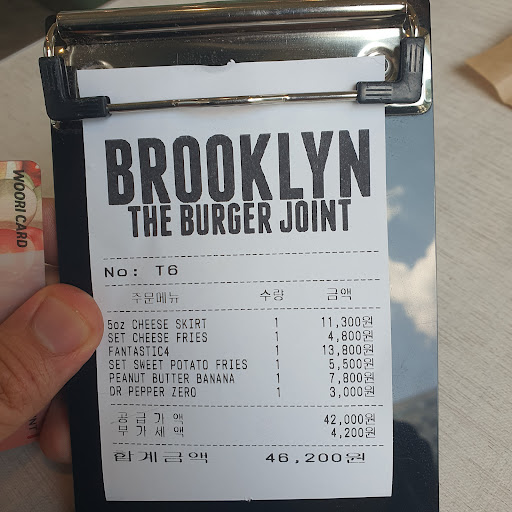 BROOKLYN
THE BURGER JOINT
No: T6
주문메뉴 수량 금액
5oz CHEESE SKIRT 1 11,300원
SET CHEESE FRIES 1 4,800원
FANTASTIC4 1 13,800원
SET SWEET POTATO FRIES 1 5,500원
PEANUT BUTTER BANANA 1 7,800원
DR PEPPER ZERO 1 3,000원
공급가액 42,000원
부가세액 4,200원
합계금액 46,200원
WOORI CARD